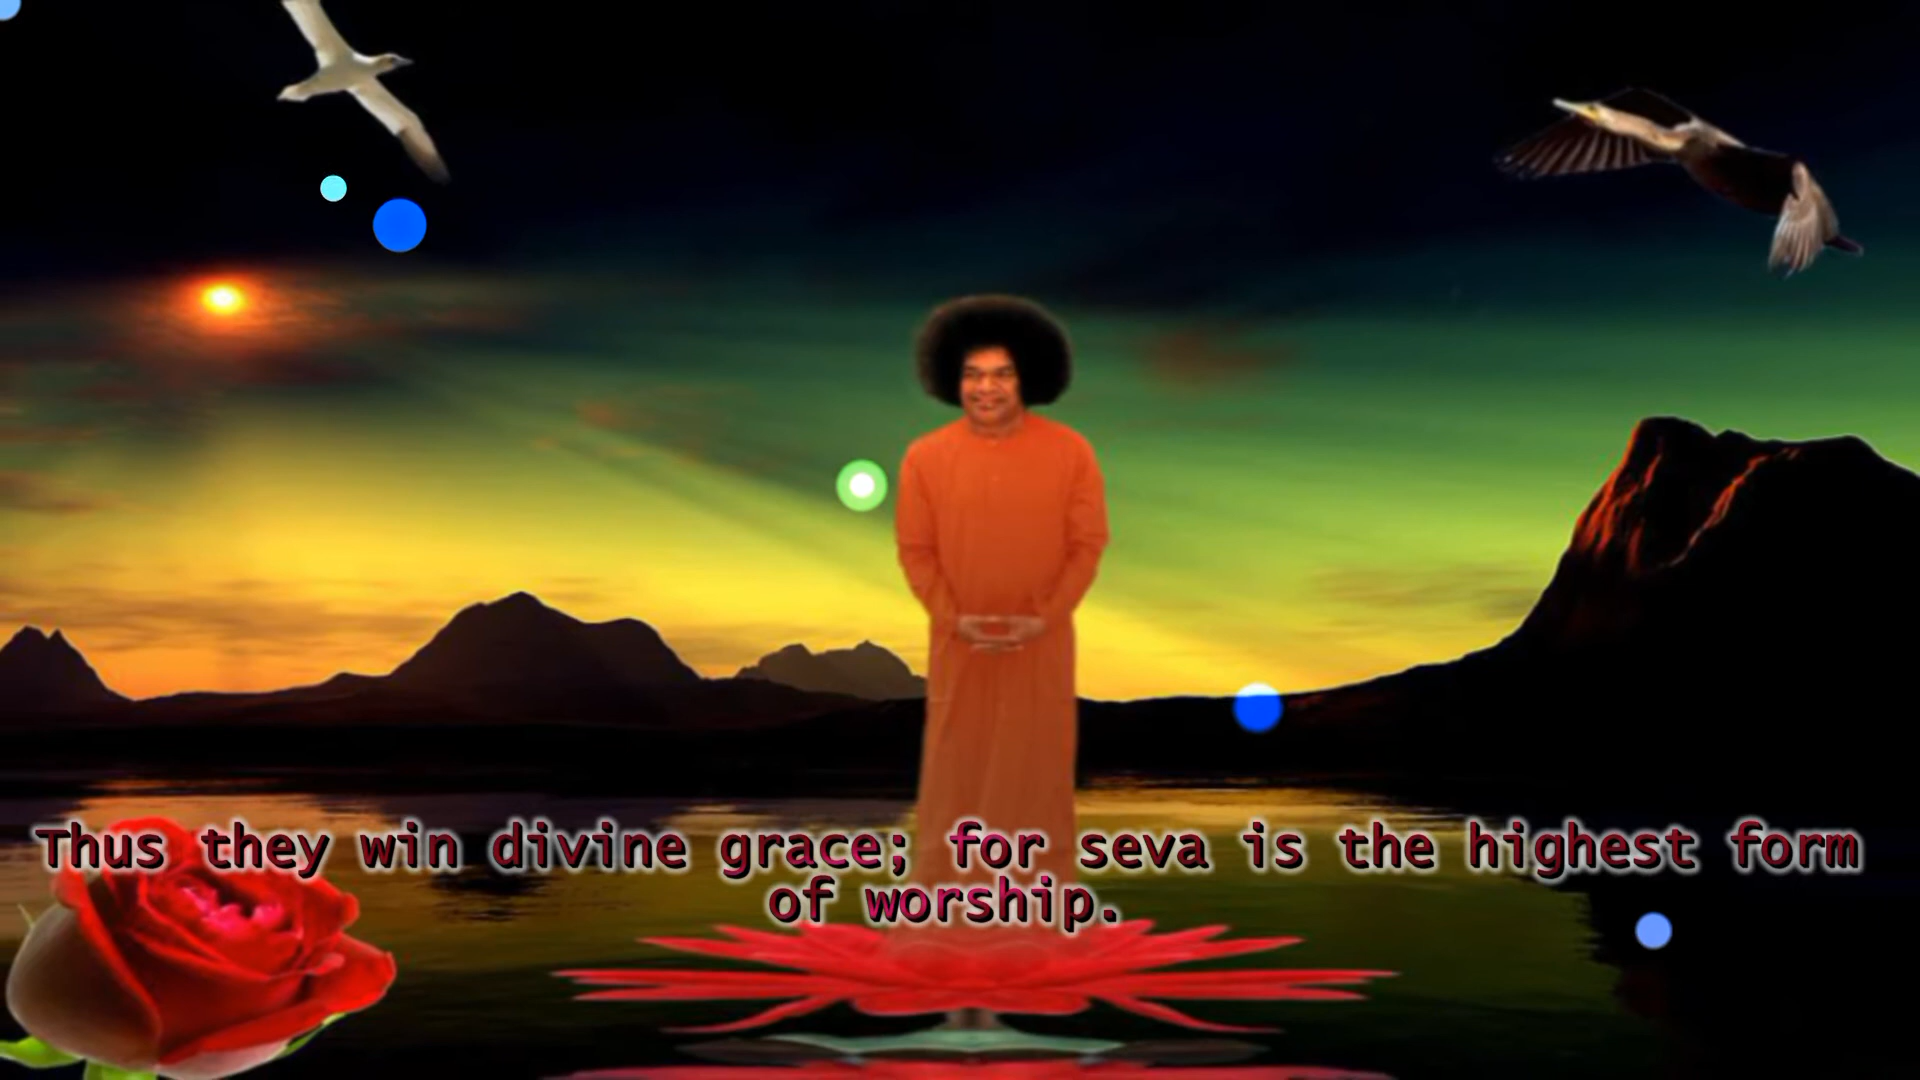 Thus they win divine grace; for seva is the highest form
of worship.